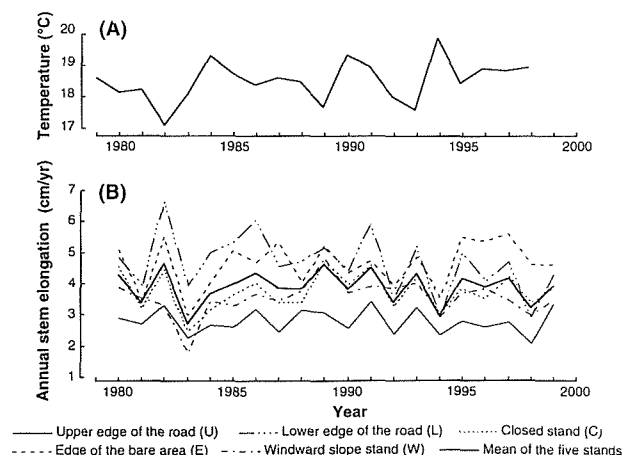 (A)
Temperature (°C)
20
19
18
17
1980 1985 1990 1995 2000
(B)
Annual stem elongation (cm/yr)
7
6
5
4
3
2
1
1980 1985 1990 1995 2000
Year
Upper edge of the road (U) Lower edge of the road (L) Closed stand (C)
Edge of the bare area (E) Windward slope stand (W) Mean of the five stands